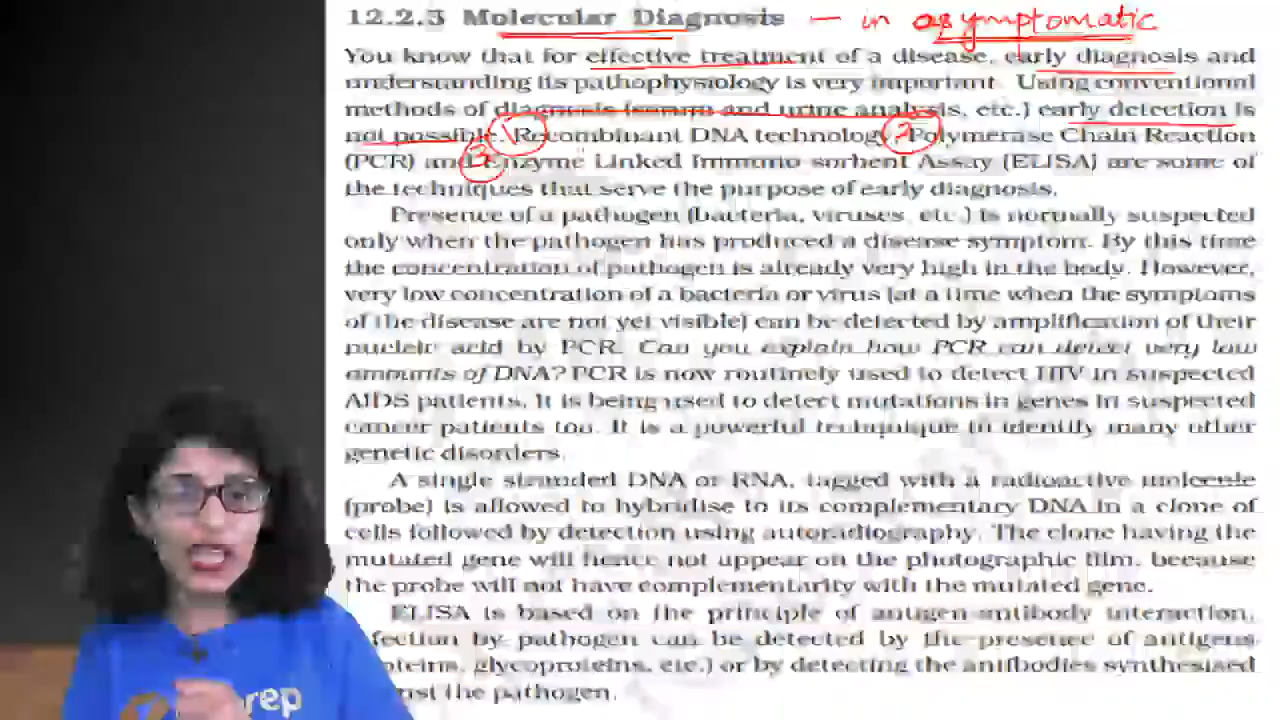 12.2.3 Molecular Diagnosis – in asymptomatic
You know that for effective treatment of a disease, early diagnosis and
understanding its pathophysiology is very important. Using conventional
methods of diagnosis (serum and urine analysis, etc.) early detection is
not possible. 1 Recombinant DNA technology, 2 Polymerase Chain Reaction
(PCR) and 3 Enzyme Linked Immuno-sorbent Assay (ELISA) are some of
the techniques that serve the purpose of early diagnosis.
Presence of a pathogen (bacteria, viruses, etc.) is normally suspected
only when the pathogen has produced a disease symptom. By this time
the concentration of pathogen is already very high in the body. However,
very low concentration of a bacteria or virus (at a time when the symptoms
of the disease are not yet visible) can be detected by amplification of their
nucleic acid by PCR. Can you explain how PCR can detect very low
amounts of DNA? PCR is now routinely used to detect HIV in suspected
AIDS patients. It is being used to detect mutations in genes in suspected
cancer patients too. It is a powerful techqnique to identify many other
genetic disorders.
A single stranded DNA or RNA, tagged with a radioactive molecule
(probe) is allowed to hybridise to its complementary DNA in a clone of
cells followed by detection using autoradiography. The clone having the
mutated gene will hence not appear on the photographic film, because
the probe will not have complementarity with the mutated gene.
ELISA is based on the principle of antigen-antibody interaction.
fection by pathogen can be detected by the presence of antigens
oteins, glycoproteins, etc.) or by detecting the antibodies synthesised
nst the pathogen.
rep